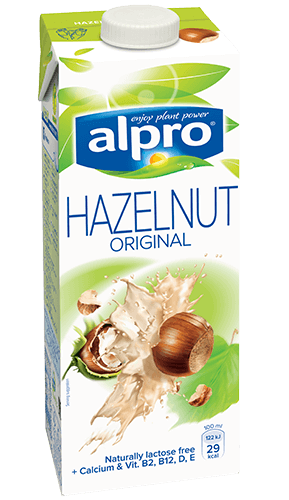 HAZELNU
enjoy plant power
alpro®
HAZELNUT
ORIGINAL
100 ml
122 kJ
29
kcal
Naturally lactose free
+ Calcium & Vit. B2, B12, D, E